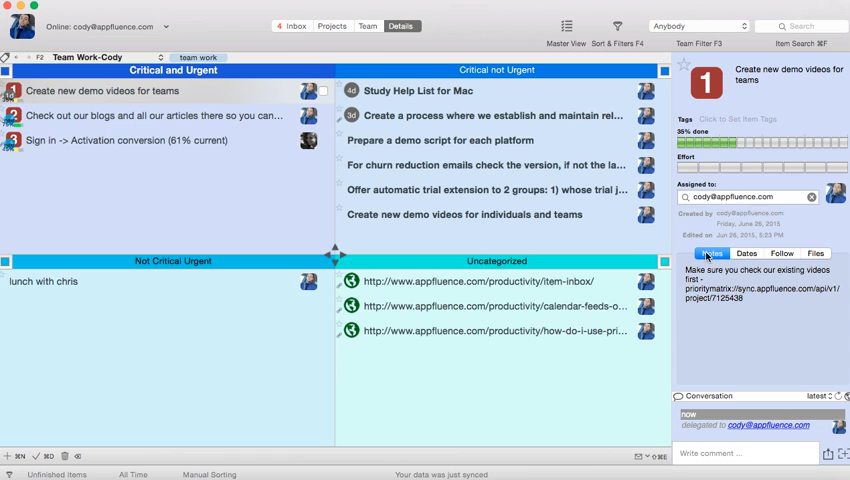 Online: cody@appfluence.com
4 Inbox Projects Team Details
Anybody
Search
Master View Sort & Filters F4 Team Filter F3 Item Search ⌘F
F2 Team Work-Cody team work
Critical and Urgent
1 Create new demo videos for teams
1d
35%
2 Check out our blogs and all our articles there so you can...
3 Sign in -> Activation conversion (61% current)
Critical not Urgent
4d Study Help List for Mac
3d Create a process where we establish and maintain rel...
Prepare a demo script for each platform
For churn reduction emails check the version, if not the la...
Offer automatic trial extension to 2 groups: 1) whose trial j...
Create new demo videos for individuals and teams
Not Critical Urgent
lunch with chris
Uncategorized
http://www.appfluence.com/productivity/item-inbox/
http://www.appfluence.com/productivity/calendar-feeds-o...
http://www.appfluence.com/productivity/how-do-i-use-pri...
1
Create new demo videos for
teams
Tags Click to Set Item Tags
35% done
Effort
Assigned to:
cody@appfluence.com
Created by cody@appfluence.com
Friday, June 26, 2015
Edited on Jun 26, 2015, 5:23 PM
Notes Dates Follow Files
Make sure you check our existing videos
first -
prioritymatrix://sync.appfluence.com/api/v1/
project/7125438
Conversation latest
now
delegated to cody@appfluence.com
Write comment ...
⌘N ⌘D ⇧⌘E
Unfinished Items All Time Manual Sorting Your data was just synced